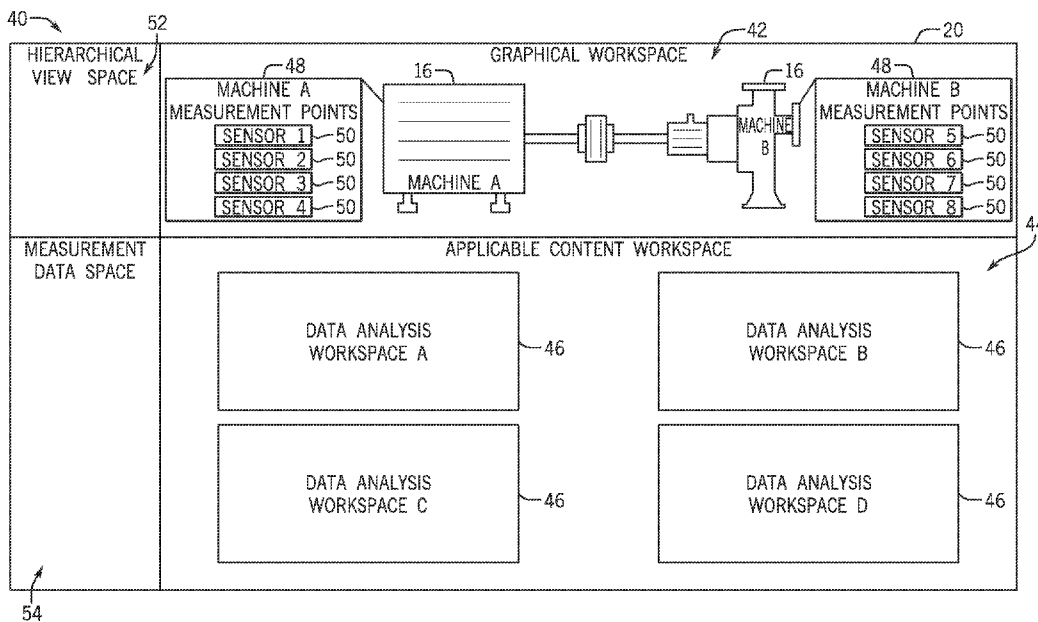 40
52
42
20
HIERARCHICAL
VIEW SPACE
GRAPHICAL WORKSPACE
48
16
16
48
MACHINE A
MEASUREMENT POINTS
SENSOR 1
50
SENSOR 2
50
SENSOR 3
50
SENSOR 4
50
MACHINE A
MACHINE
B
MACHINE B
MEASUREMENT POINTS
SENSOR 5
50
SENSOR 6
50
SENSOR 7
50
SENSOR 8
50
MEASUREMENT
DATA SPACE
APPLICABLE CONTENT WORKSPACE
DATA ANALYSIS
WORKSPACE A
46
DATA ANALYSIS
WORKSPACE B
46
DATA ANALYSIS
WORKSPACE C
46
DATA ANALYSIS
WORKSPACE D
46
54